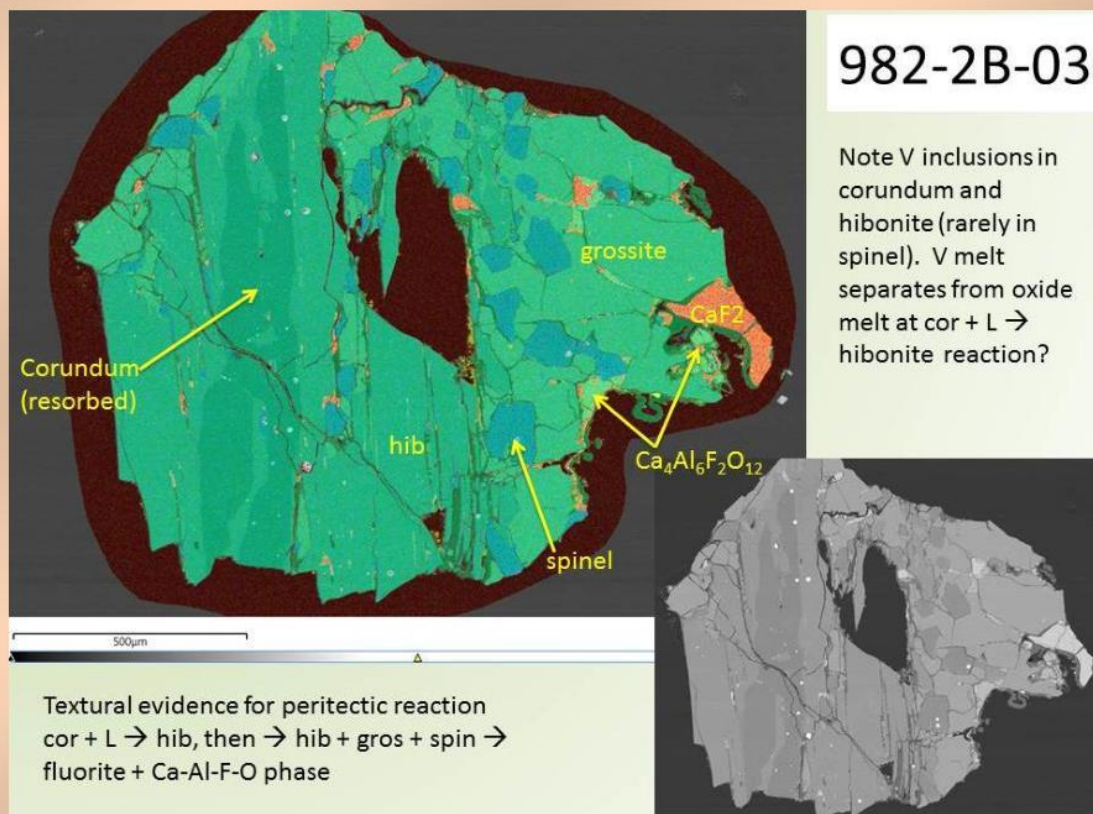 982-2B-03
Note V inclusions in
corundum and
hibonite (rarely in
spinel). V melt
separates from oxide
melt at cor + L →
hibonite reaction?
grossite
CaF2
Corundum
(resorbed)
hib
Ca₄Al₆F₂O₁₂
spinel
500µm
Textural evidence for peritectic reaction
cor + L → hib, then → hib + gros + spin →
fluorite + Ca-Al-F-O phase